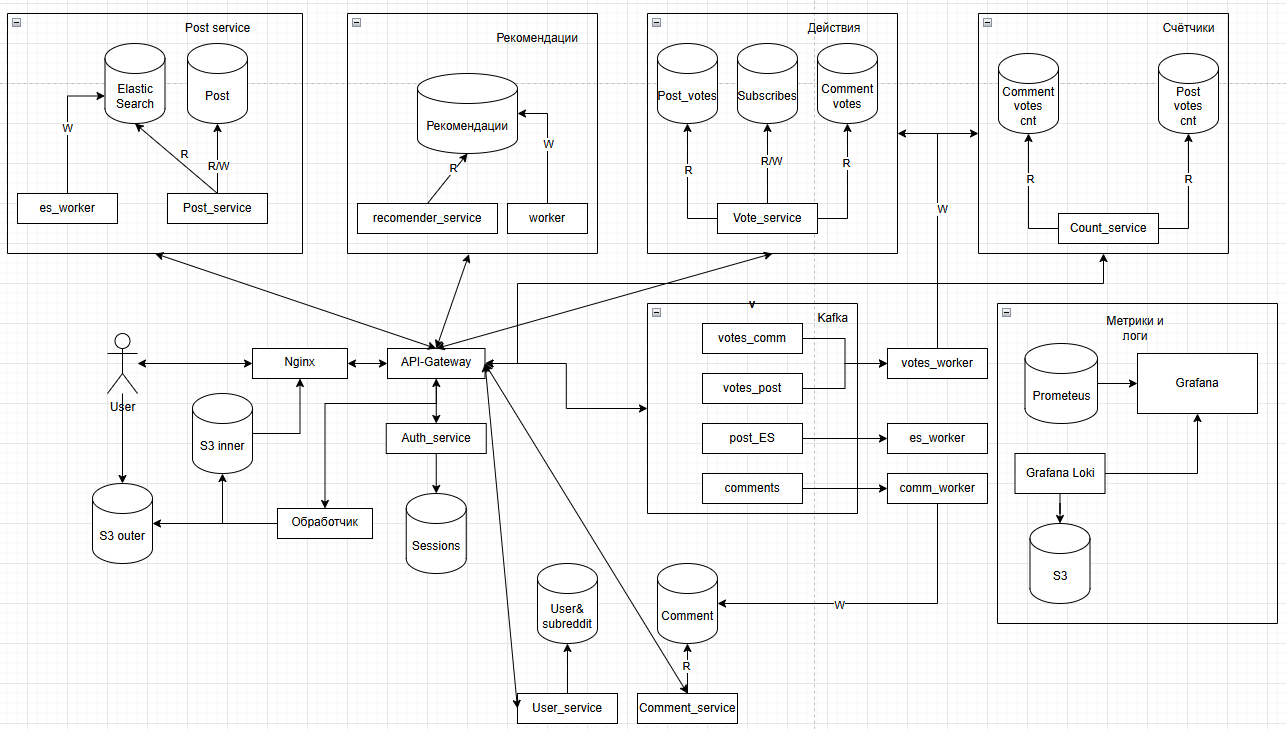 Post service
Elastic
Search
Post
W
R
R/W
es_worker
Post_service
Рекомендации
Рекомендации
W
R
recomender_service
worker
Действия
Post_votes
Subscribes
Comment
votes
R
R/W
R
Vote_service
Счётчики
Comment
votes
cnt
Post
votes
cnt
R
R
Count_service
W
User
Nginx
API-Gateway
S3 inner
S3 outer
Обработчик
Auth_service
Sessions
v
Kafka
votes_comm
votes_post
post_ES
comments
votes_worker
es_worker
comm_worker
Метрики и
логи
Prometeus
Grafana
Grafana Loki
S3
User&
subreddit
Comment
W
R
User_service
Comment_service